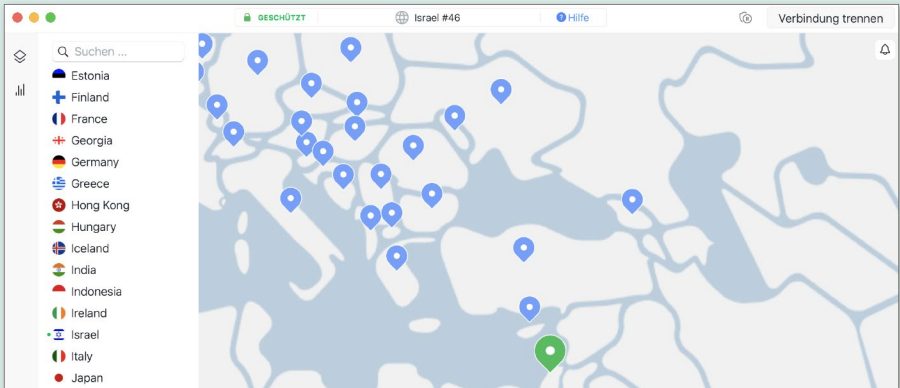 GESCHÜTZT
Israel #46
Hilfe
Verbindung trennen
Suchen ...
Estonia
Finland
France
Georgia
Germany
Greece
Hong Kong
Hungary
Iceland
India
Indonesia
Ireland
Israel
Italy
Japan